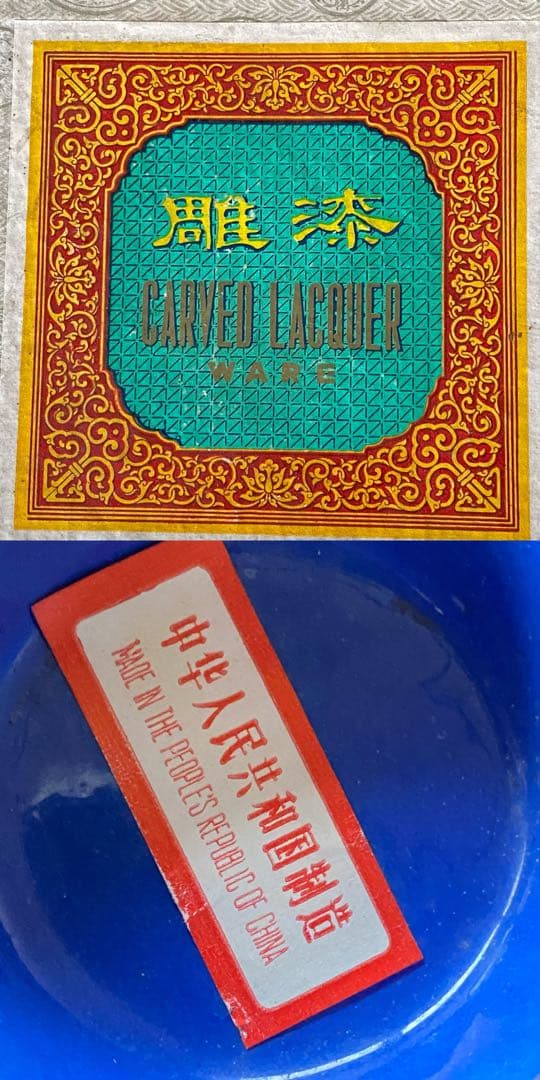 雕漆
CARVED LACQUER
WARE
中华人民共和国制造
MADE IN THE PEOPLE'S REPUBLIC OF CHINA